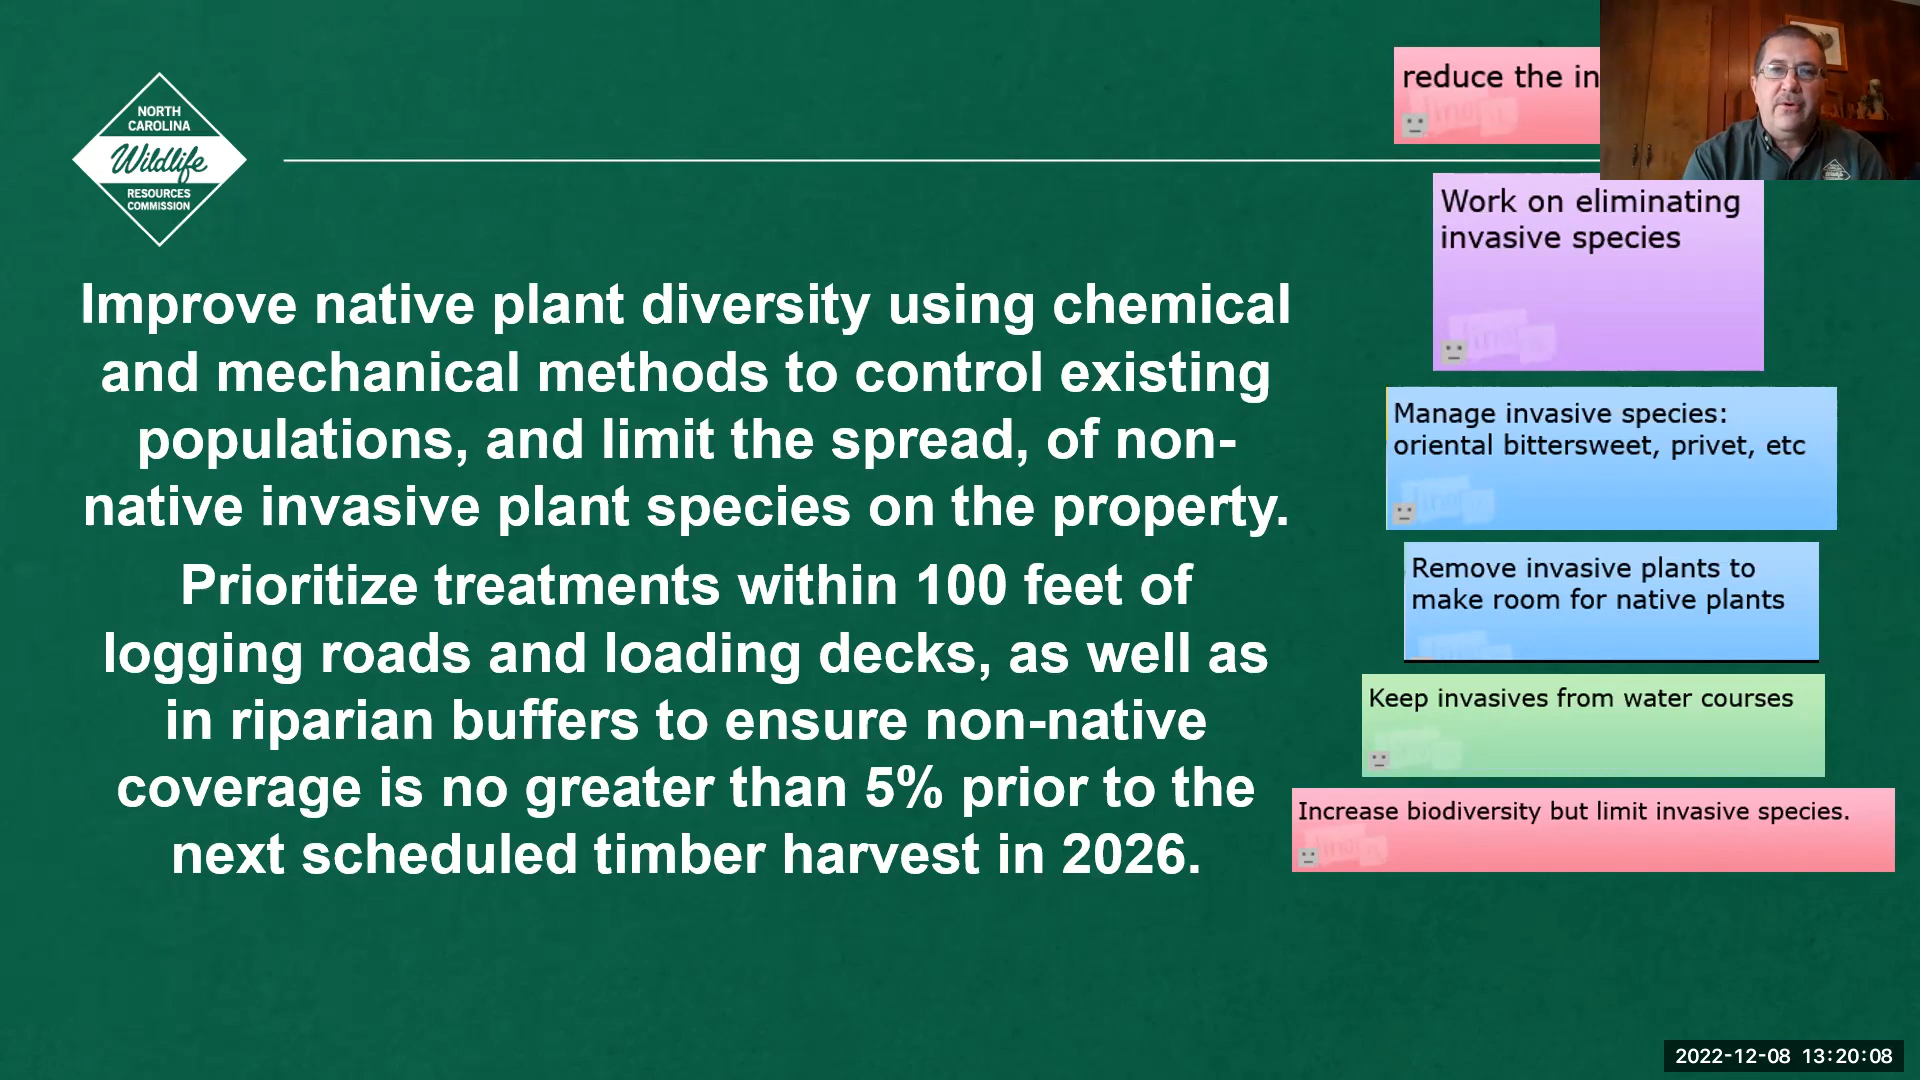 NORTH
CAROLINA
Wildlife
RESOURCES
COMMISSION
Improve native plant diversity using chemical
and mechanical methods to control existing
populations, and limit the spread, of non-
native invasive plant species on the property.
Prioritize treatments within 100 feet of
logging roads and loading decks, as well as
in riparian buffers to ensure non-native
coverage is no greater than 5% prior to the
next scheduled timber harvest in 2026.
reduce the in
Work on eliminating
invasive species
Manage invasive species:
oriental bittersweet, privet, etc
Remove invasive plants to
make room for native plants
Keep invasives from water courses
Increase biodiversity but limit invasive species.
2022-12-08 13:20:08